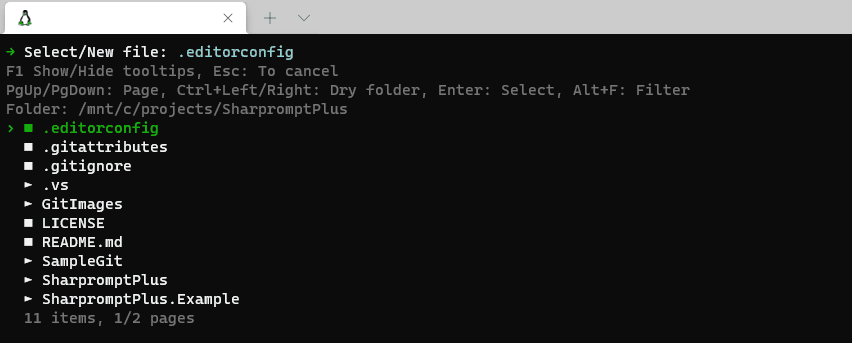 → Select/New file: .editorconfig
F1 Show/Hide tooltips, Esc: To cancel
PgUp/PgDown: Page, Ctrl+Left/Right: Dry folder, Enter: Select, Alt+F: Filter
Folder: /mnt/c/projects/SharpromptPlus
› ■ .editorconfig
■ .gitattributes
■ .gitignore
► .vs
► GitImages
■ LICENSE
■ README.md
► SampleGit
► SharpromptPlus
► SharpromptPlus.Example
11 items, 1/2 pages